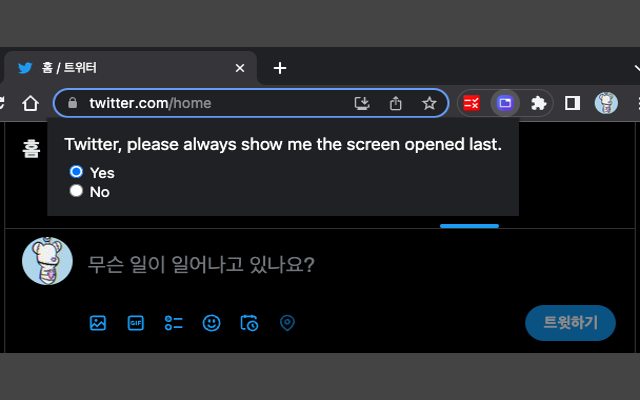 홈 / 트위터
twitter.com/home
Twitter, please always show me the screen opened last.
Yes
No
홈
무슨 일이 일어나고 있나요?
GIF
트윗하기